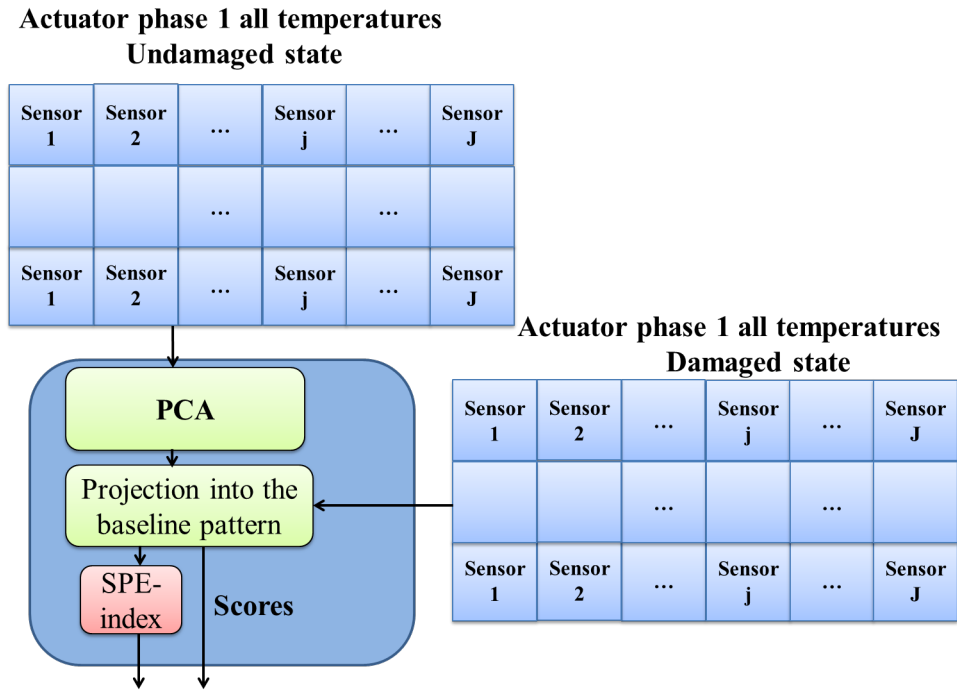 Actuator phase 1 all temperatures
Undamaged state
Sensor 1 Sensor 2 ... Sensor j ... Sensor J
... ...
Sensor 1 Sensor 2 ... Sensor j ... Sensor J
Actuator phase 1 all temperatures
Damaged state
Sensor 1 Sensor 2 ... Sensor j ... Sensor J
... ...
Sensor 1 Sensor 2 ... Sensor j ... Sensor J
PCA
Projection into the
baseline pattern
SPE-
index
Scores